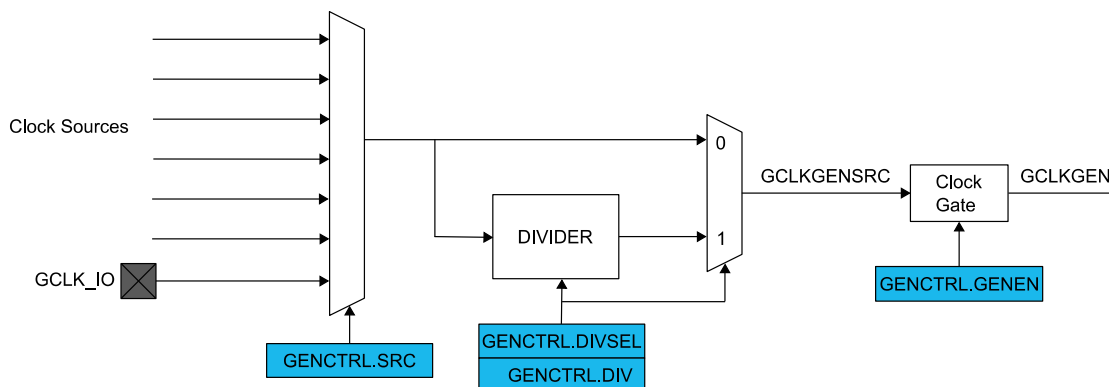 Clock Sources
GCLK_IO
GENCTRL.SRC
DIVIDER
GENCTRL.DIVSEL
GENCTRL.DIV
0
1
GCLKGENSRC
Clock
Gate
GCLKGEN
GENCTRL.GENEN